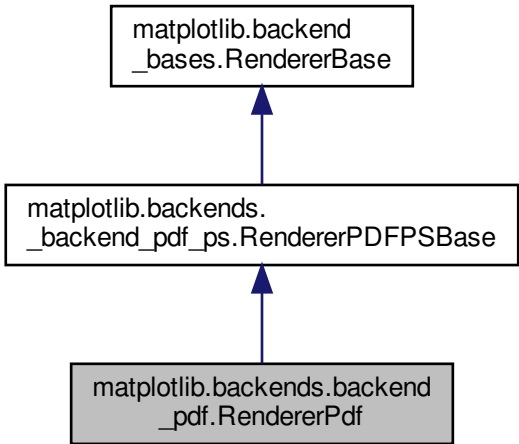 matplotlib.backend
_bases.RendererBase
matplotlib.backends.
_backend_pdf_ps.RendererPDFPSBase
matplotlib.backends.backend
_pdf.RendererPdf